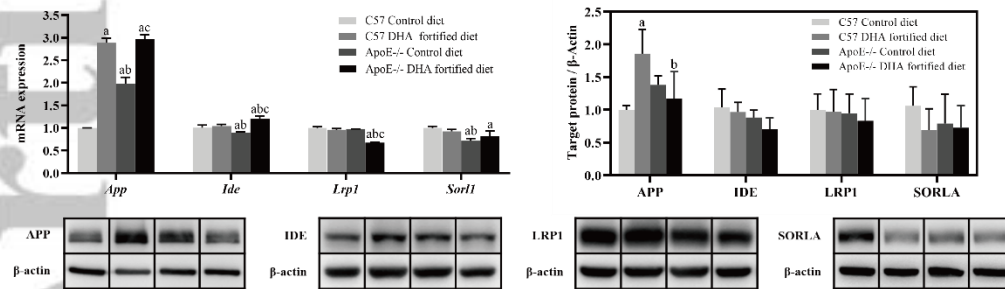 mRNA expression
3.5
3.0
2.5
2.0
1.5
1.0
0.5
0.0
a
ab
ac
ab
abc
abc
ab
a
C57 Control diet
C57 DHA fortified diet
ApoE-/- Control diet
ApoE-/- DHA fortified diet
App Ide Lrp1 Sorl1
Target protein / β-Actin
2.5
2.0
1.5
1.0
0.5
0.0
a
b
C57 Control diet
C57 DHA fortified diet
ApoE-/- Control diet
ApoE-/- DHA fortified diet
APP IDE LRP1 SORLA
APP
β-actin
IDE
β-actin
LRP1
β-actin
SORLA
β-actin